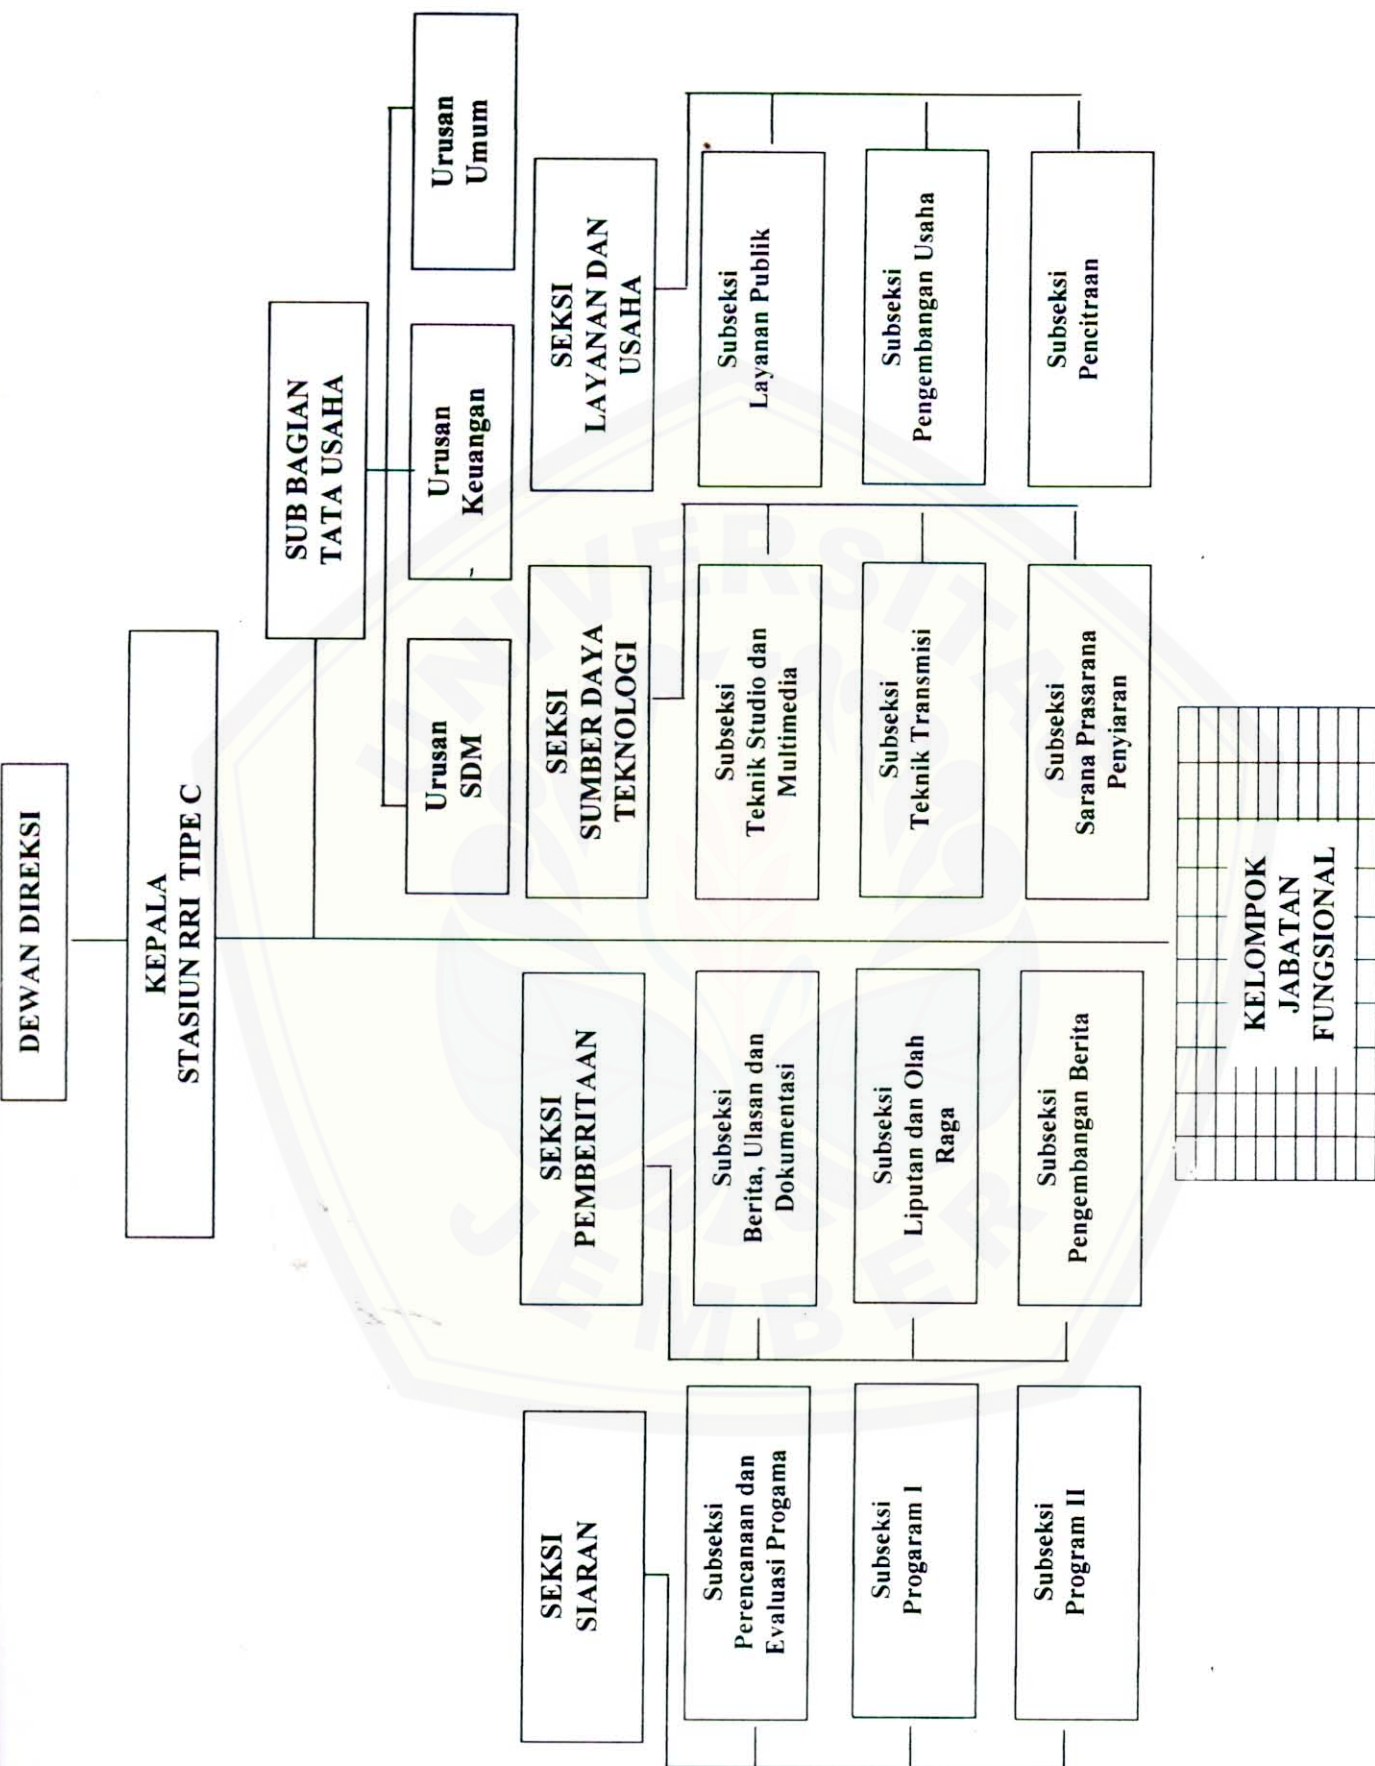 DEWAN DIREKSI
KEPALA
STASIUN RRI TIPE C
SUB BAGIAN
TATA USAHA
Urusan
SDM
Urusan
Keuangan
Urusan
Umum
SEKSI
SIARAN
SEKSI
PEMBERITAAN
SEKSI
SUMBER DAYA
TEKNOLOGI
SEKSI
LAYANAN DAN
USAHA
Subseksi
Perencanaan dan
Evaluasi Progama
Subseksi
Berita, Ulasan dan
Dokumentasi
Subseksi
Teknik Studio dan
Multimedia
Subseksi
Layanan Publik
Subseksi
Progaram I
Subseksi
Liputan dan Olah
Raga
Subseksi
Teknik Transmisi
Subseksi
Pengembangan Usaha
Subseksi
Program II
Subseksi
Pengembangan Berita
Subseksi
Sarana Prasarana
Penyiaran
Subseksi
Pencitraan
KELOMPOK
JABATAN
FUNGSIONAL
UNIVERSITAS
JEMBER